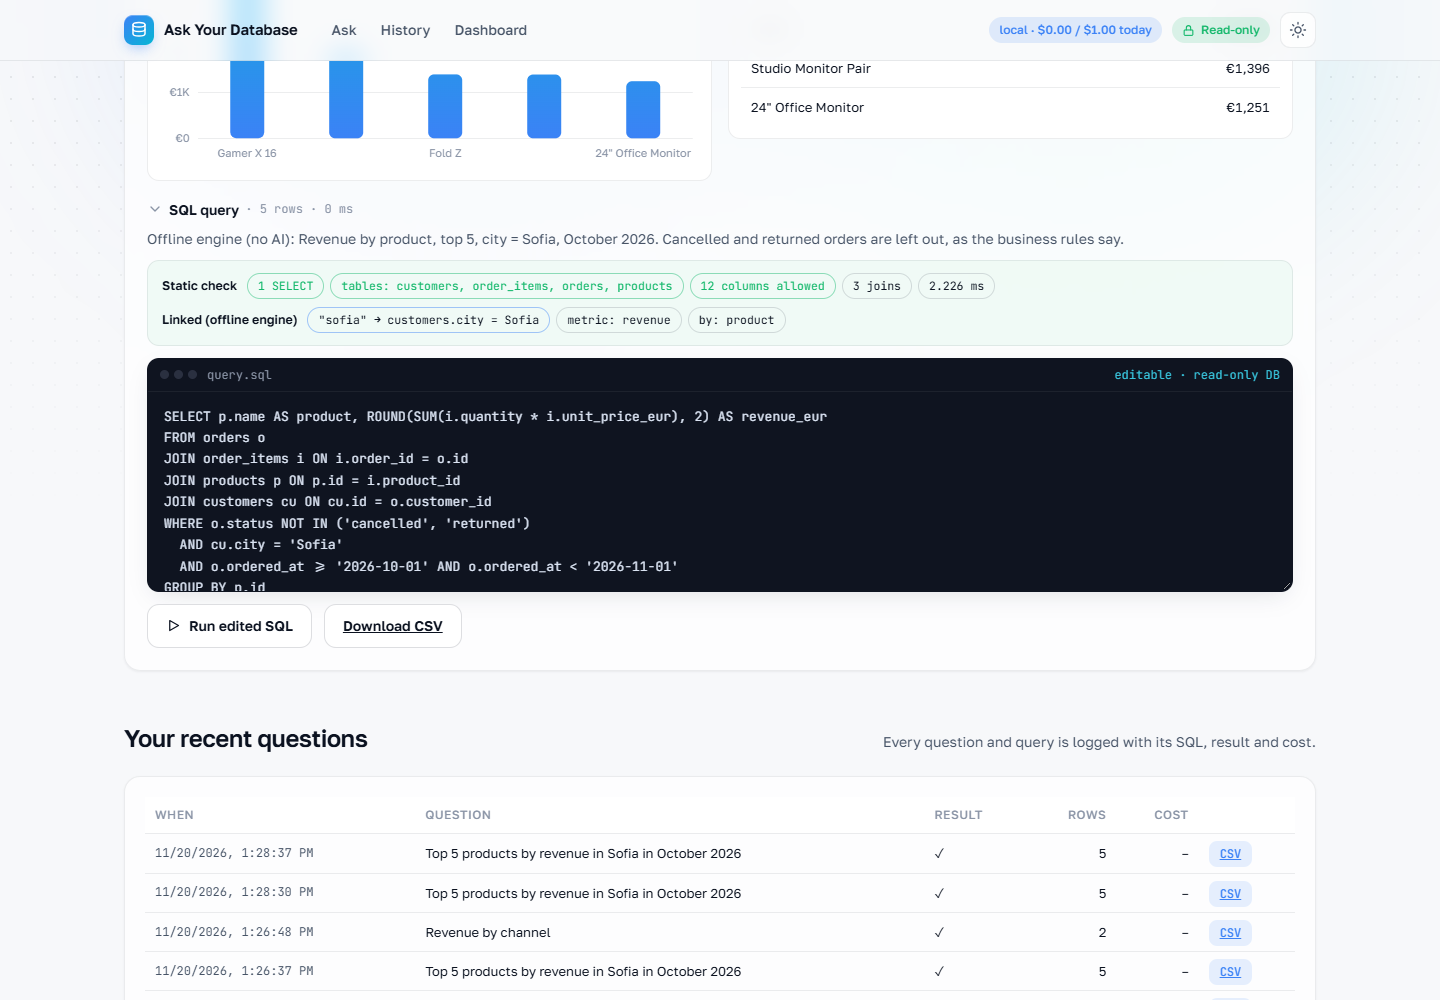 Ask Your Database
Ask
History
Dashboard
local · $0.00 / $1.00 today
Read-only
€1K
€0
Gamer X 16
Fold Z
24" Office Monitor
Studio Monitor Pair €1,396
24" Office Monitor €1,251
SQL query · 5 rows · 0 ms
Offline engine (no AI): Revenue by product, top 5, city = Sofia, October 2026. Cancelled and returned orders are left out, as the business rules say.
Static check 1 SELECT tables: customers, order_items, orders, products 12 columns allowed 3 joins 2.226 ms
Linked (offline engine) "sofia" → customers.city = Sofia metric: revenue by: product
query.sql editable · read-only DB
SELECT p.name AS product, ROUND(SUM(i.quantity * i.unit_price_eur), 2) AS revenue_eur
FROM orders o
JOIN order_items i ON i.order_id = o.id
JOIN products p ON p.id = i.product_id
JOIN customers cu ON cu.id = o.customer_id
WHERE o.status NOT IN ('cancelled', 'returned')
AND cu.city = 'Sofia'
AND o.ordered_at >= '2026-10-01' AND o.ordered_at < '2026-11-01'
GROUP BY p.id
Run edited SQL
Download CSV
Your recent questions
Every question and query is logged with its SQL, result and cost.
WHEN QUESTION RESULT ROWS COST
11/20/2026, 1:28:37 PM Top 5 products by revenue in Sofia in October 2026 ✓ 5 – CSV
11/20/2026, 1:28:30 PM Top 5 products by revenue in Sofia in October 2026 ✓ 5 – CSV
11/20/2026, 1:26:48 PM Revenue by channel ✓ 2 – CSV
11/20/2026, 1:26:37 PM Top 5 products by revenue in Sofia in October 2026 ✓ 5 – CSV